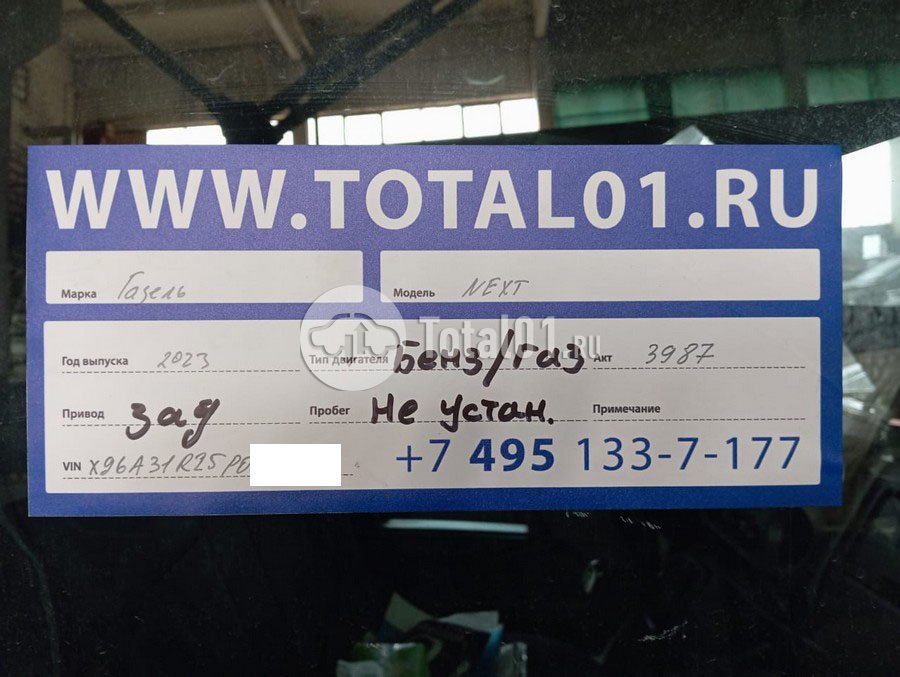 WWW.TOTAL01.RU
Марка Газель Модель NEXT
Total01.RU
Год выпуска 2023 Тип двигателя Бенз/газ Акт 3987
Привод зад Пробег Не устан. Примечание
VIN X96A31R25P0 +7 495 133-7-177